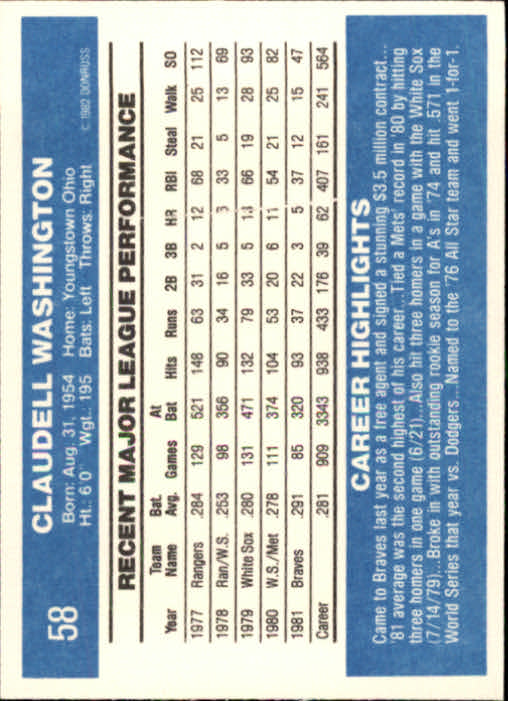 58
CLAUDELL WASHINGTON
Born: Aug. 31, 1954 Home: Youngstown Ohio
Ht.: 6'0" Wgt.: 195 Bats: Left Throws: Right
© 1982 DONRUSS
RECENT MAJOR LEAGUE PERFORMANCE
Team Bat. At
Year Name Avg. Games Bat Hits Runs 2B 3B HR RBI Steal Walk SO
1977 Rangers .284 129 521 148 63 31 2 12 68 21 25 112
1978 Ran/W.S. .253 98 356 90 34 16 5 33 5 13 69
1979 White Sox .280 131 471 132 79 33 5 13 66 19 28 93
1980 W.S./Met .278 111 374 104 53 20 6 11 54 21 25 82
1981 Braves .291 85 320 93 37 22 3 5 37 12 15 47
Career .281 909 3343 938 433 176 39 62 407 161 241 564
CAREER HIGHLIGHTS
Came to Braves last year as a free agent and signed a stunning $3.5 million contract...
'81 average was the second highest of his career...Tied a Mets' record in '80 by hitting
three homers in one game (6/21)...Also hit three homers in a game with the White Sox
(7/14/79)...Broke in with outstanding rookie season for A's in '74 and hit .571 in the
World Series that year vs. Dodgers...Named to the '76 All Star team and went 1-for-1.